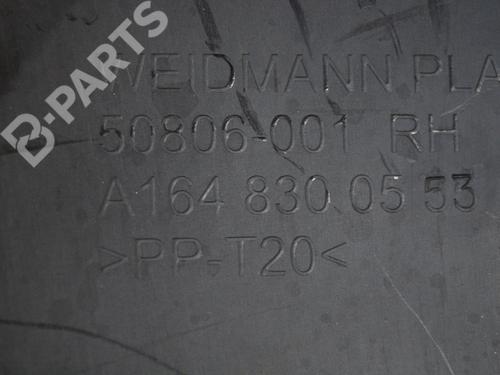 B-PARTS
WEIDMANN PLA
50806-001 RH
A164 830 05 53
>PP-T20<